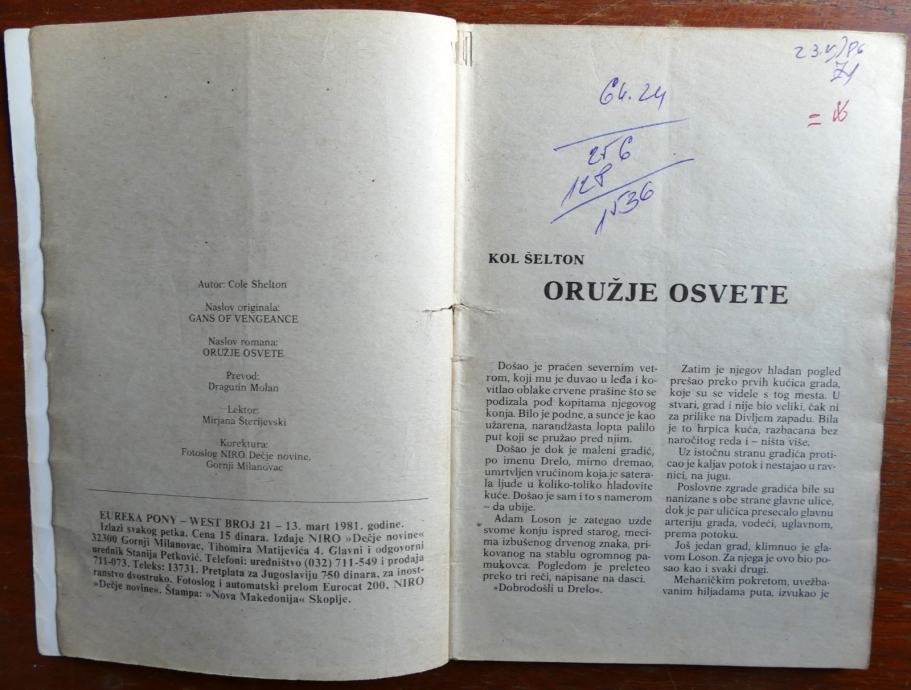 Autor: Cole Shelton
Naslov originala:
GANS OF VENGEANCE
Naslov romana:
ORUŽJE OSVETE
Prevod:
Dragutin Molan
Lektor:
Mirjana Šterijevski
Korektura:
Fotoslog NIRO Dečje novine,
Gornji Milanovac
EUREKA PONY – WEST BROJ 21 – 13. mart 1981. godine.
Izlazi svakog petka. Cena 15 dinara. Izdaje NIRO »Dečje novine«
32300 Gornji Milanovac, Tihomira Matijevića 4. Glavni i odgovorni
urednik Stanija Petković. Telefoni: uredništvo (032) 711-549 i prodaja
711-073. Teleks: 13731. Pretplata za Jugoslaviju 750 dinara, za inost-
ranstvo dvostruko. Fotoslog i automatski prelom Eurocat 200, NIRO
»Dečje novine«. Štampa: »Nova Makedonija« Skoplje.
64.24
256
128
1536
KOL ŠELTON
ORUŽJE OSVETE
Došao je praćen severnim vet-
rom, koji mu je duvao u leđa i ko-
vitlao oblake crvene prašine što se
podizala pod kopitama njegovog
konja. Bilo je podne, a sunce je kao
užarena, narandžasta lopta palilo
put koji se pružao pred njim.
Došao je dok je maleni gradić,
po imenu Drelo, mirno dremao,
umrtvljen vrućinom koja je satera-
la ljude u koliko-toliko hladovite
kuće. Došao je sam i to s namerom
– da ubije.
Adam Loson je zategao uzde
svome konju ispred starog, meci-
ma izbušenog drvenog znaka, pri-
kovanog na stablu ogromnog pa-
mukovca. Pogledom je preleteo
preko tri reči, napisane na dasci.
»Dobrodošli u Drelo«.
Zatim je njegov hladan pogled
prešao preko prvih kućica grada,
koje su se videle s tog mesta. U
stvari, grad i nije bio veliki, čak ni
za prilike na Divljem zapadu. Bila
je to hrpica kuća, razbacana bez
naročitog reda i – ništa više.
Uz istočnu stranu gradića proti-
cao je kaljav potok i nestajao u rav-
nici, na jugu.
Poslovne zgrade gradića bile su
nanizane s obe strane glavne ulice,
dok je par uličica presecalo glavnu
arteriju grada, vodeći, uglavnom,
prema potoku.
Još jedan grad, klimnuo je gla-
vom Loson. Za njega je ovo bio po-
sao kao i svaki drugi.
Mehaničkim pokretom, uvežba-
vanim hiljadama puta, izvukao je